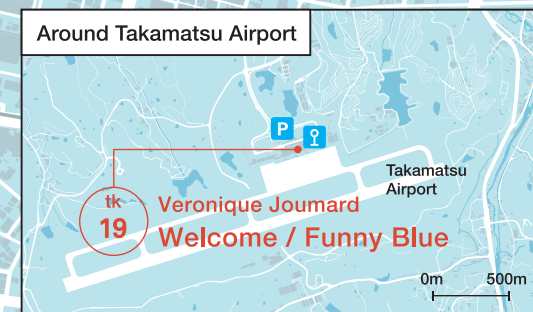 Around Takamatsu Airport
P
Takamatsu
Airport
tk
19
Veronique Joumard
Welcome / Funny Blue
0m 500m